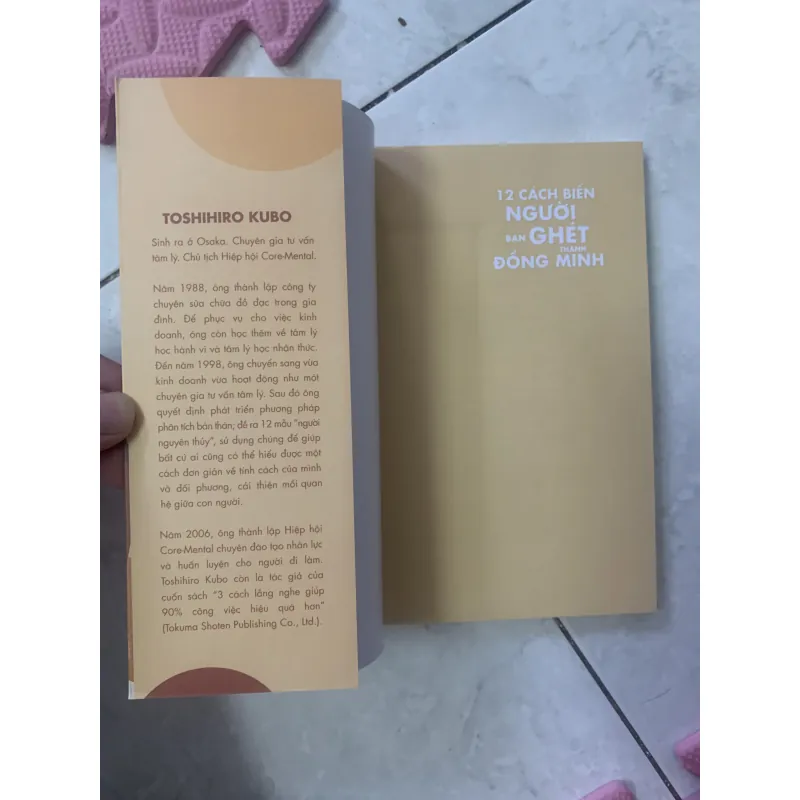 TOSHIHIRO KUBO
Sinh ra ở Osaka. Chuyên gia tư vấn
tâm lý. Chủ tịch Hiệp hội Core-Mental.
Năm 1988, ông thành lập công ty
chuyên sửa chữa đồ đạc trong gia
đình. Để phục vụ cho việc kinh
doanh, ông còn học thêm về tâm lý
học hành vi và tâm lý học nhận thức.
Đến năm 1998, ông chuyển sang vừa
kinh doanh vừa hoạt động như một
chuyên gia tư vấn tâm lý. Sau đó ông
quyết định phát triển phương pháp
phân tích bản thân; đề ra 12 mẫu "người
nguyên thủy", sử dụng chúng để giúp
bất cứ ai cũng có thể hiểu được một
cách đơn giản về tính cách của mình
và đối phương, cải thiện mối quan
hệ giữa con người.
Năm 2006, ông thành lập Hiệp hội
Core-Mental chuyên đào tạo nhân lực
và huấn luyện cho người đi làm.
Toshihiro Kubo còn là tác giả của
cuốn sách "3 cách lắng nghe giúp
90% công việc hiệu quả hơn"
(Tokuma Shoten Publishing Co., Ltd.).
12 CÁCH BIẾN
NGƯỜI
BẠN GHÉT
THÀNH
ĐỒNG MINH